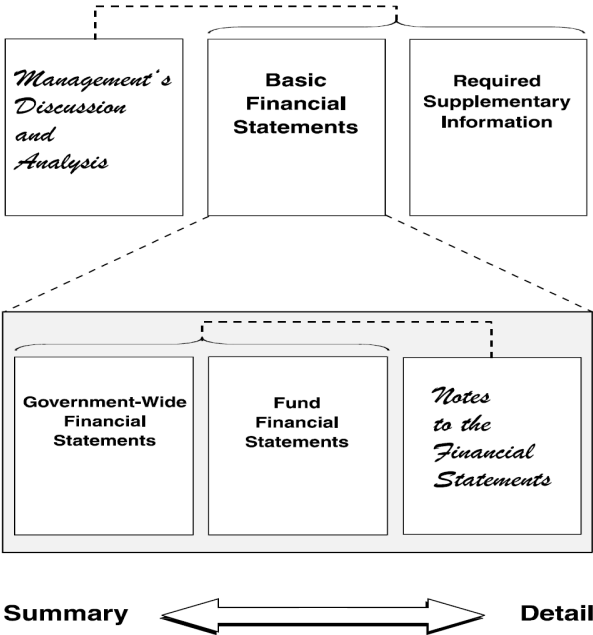 Management's
Discussion
and
Analysis
Basic
Financial
Statements
Required
Supplementary
Information
Government-Wide
Financial
Statements
Fund
Financial
Statements
Notes
to the
Financial
Statements
Summary
Detail